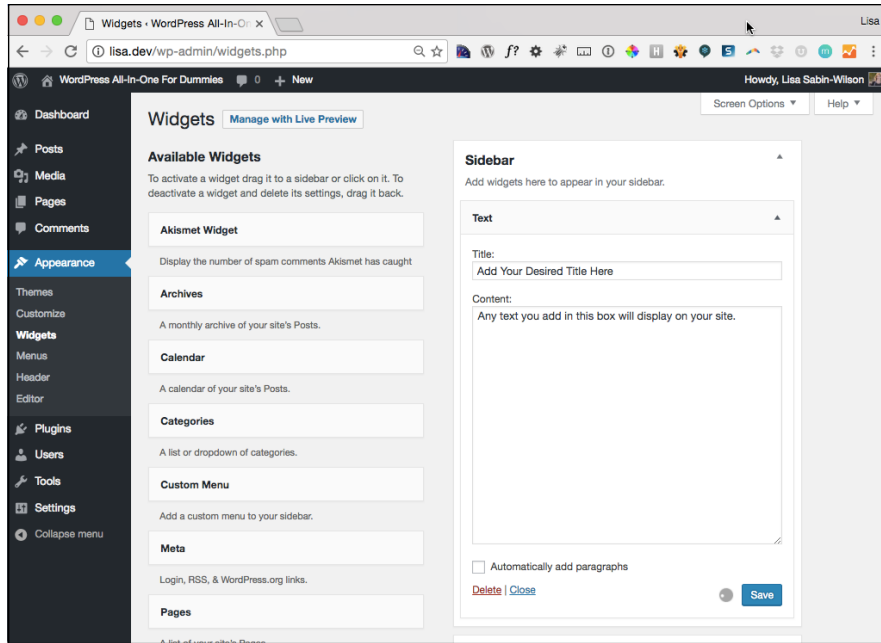 Widgets ‹ WordPress All-In-On
Lisa
lisa.dev/wp-admin/widgets.php
f?
H
S
m
WordPress All-In-One For Dummies 0 + New
Howdy, Lisa Sabin-Wilson
Screen Options ▼
Help ▼
Dashboard
Posts
Media
Pages
Comments
Appearance
Themes
Customize
Widgets
Menus
Header
Editor
Plugins
Users
Tools
Settings
Collapse menu
Widgets
Manage with Live Preview
Available Widgets
To activate a widget drag it to a sidebar or click on it. To
deactivate a widget and delete its settings, drag it back.
Akismet Widget
Display the number of spam comments Akismet has caught
Archives
A monthly archive of your site's Posts.
Calendar
A calendar of your site's Posts.
Categories
A list or dropdown of categories.
Custom Menu
Add a custom menu to your sidebar.
Meta
Login, RSS, & WordPress.org links.
Pages
A list of your site's Pages.
Sidebar
Add widgets here to appear in your sidebar.
Text
Title:
Add Your Desired Title Here
Content:
Any text you add in this box will display on your site.
Automatically add paragraphs
Delete | Close
Save